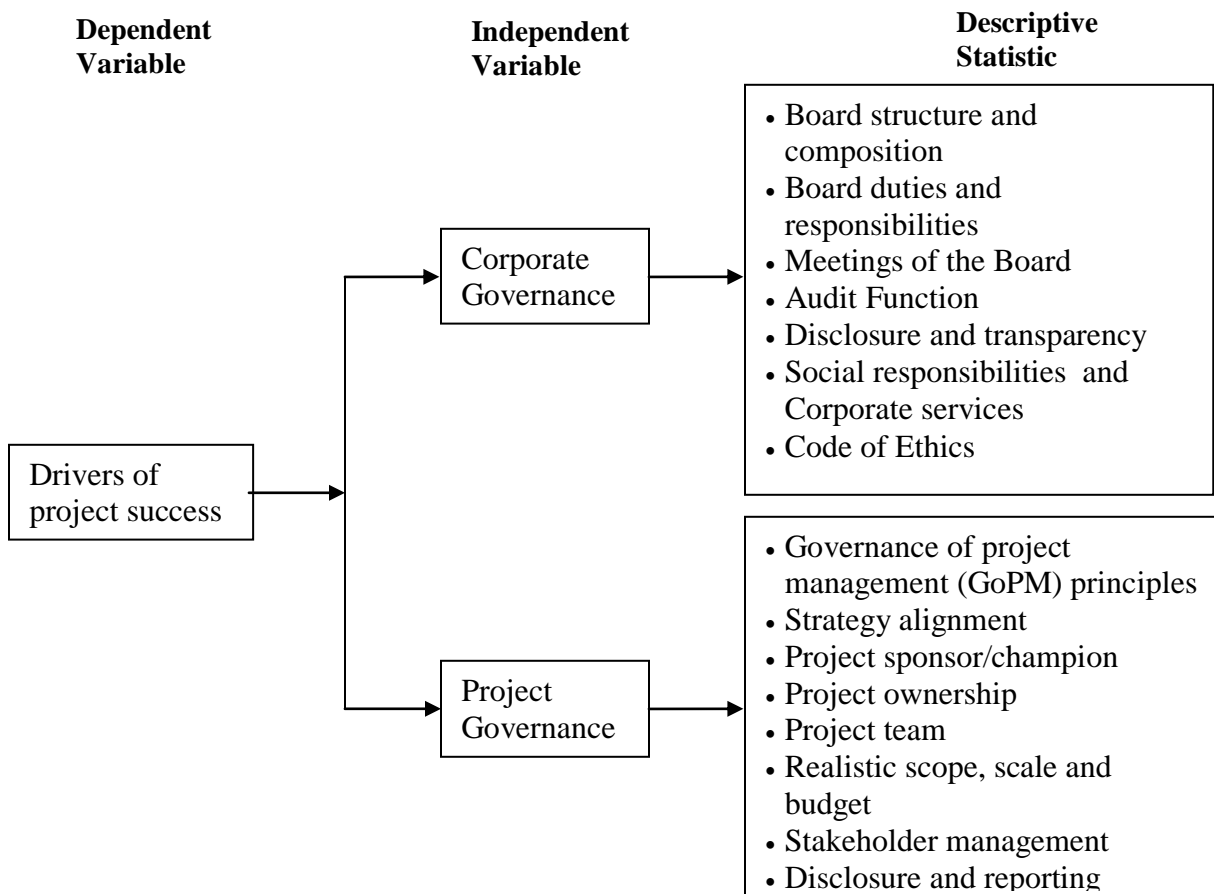 Dependent
Variable
Independent
Variable
Descriptive
Statistic
Drivers of
project success
Corporate
Governance
Project
Governance
• Board structure and
composition
• Board duties and
responsibilities
• Meetings of the Board
• Audit Function
• Disclosure and transparency
• Social responsibilities and
Corporate services
• Code of Ethics
• Governance of project
management (GoPM) principles
• Strategy alignment
• Project sponsor/champion
• Project ownership
• Project team
• Realistic scope, scale and
budget
• Stakeholder management
• Disclosure and reporting